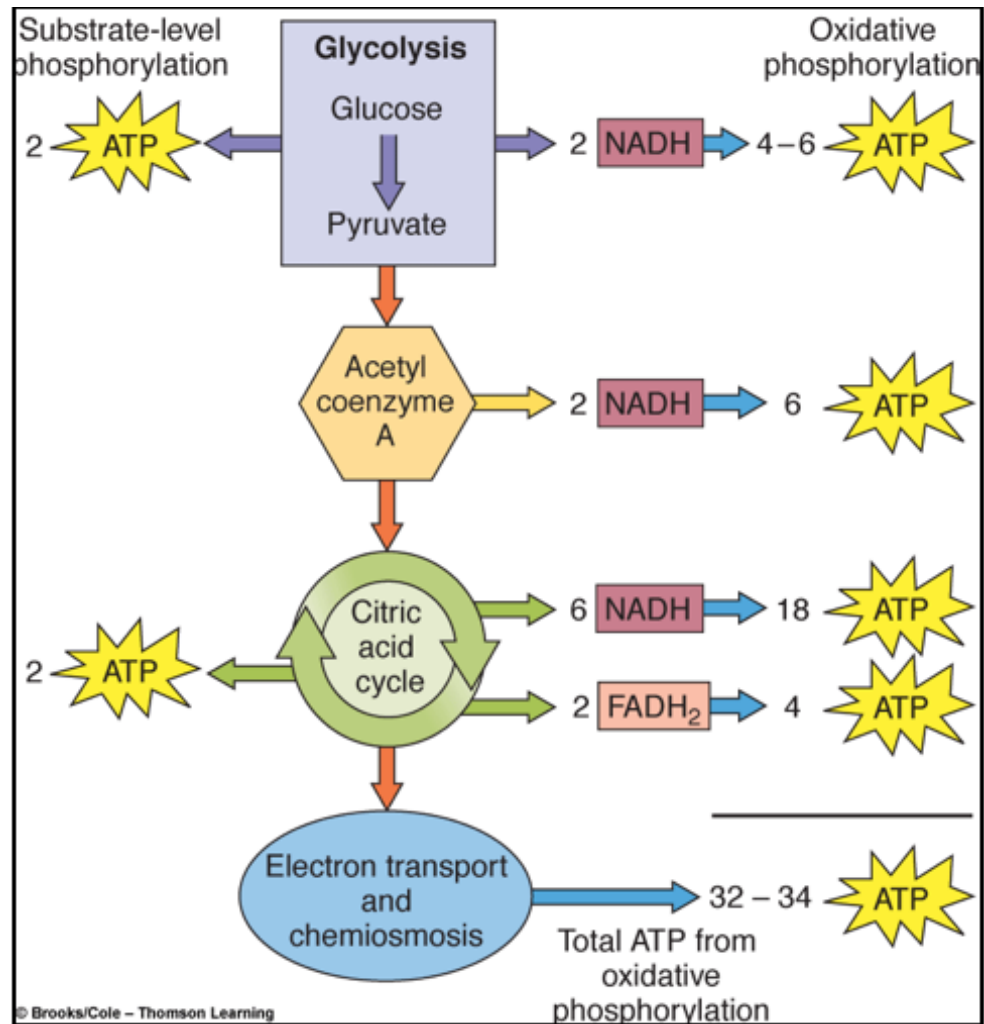 Substrate-level
phosphorylation
Oxidative
phosphorylation
Glycolysis
Glucose
Pyruvate
2 ATP
2 NADH 4–6 ATP
Acetyl
coenzyme
A
2 NADH 6 ATP
Citric
acid
cycle
2 ATP
6 NADH 18 ATP
2 FADH₂ 4 ATP
Electron transport
and
chemiosmosis
32 – 34 ATP
Total ATP from
oxidative
phosphorylation
© Brooks/Cole – Thomson Learning